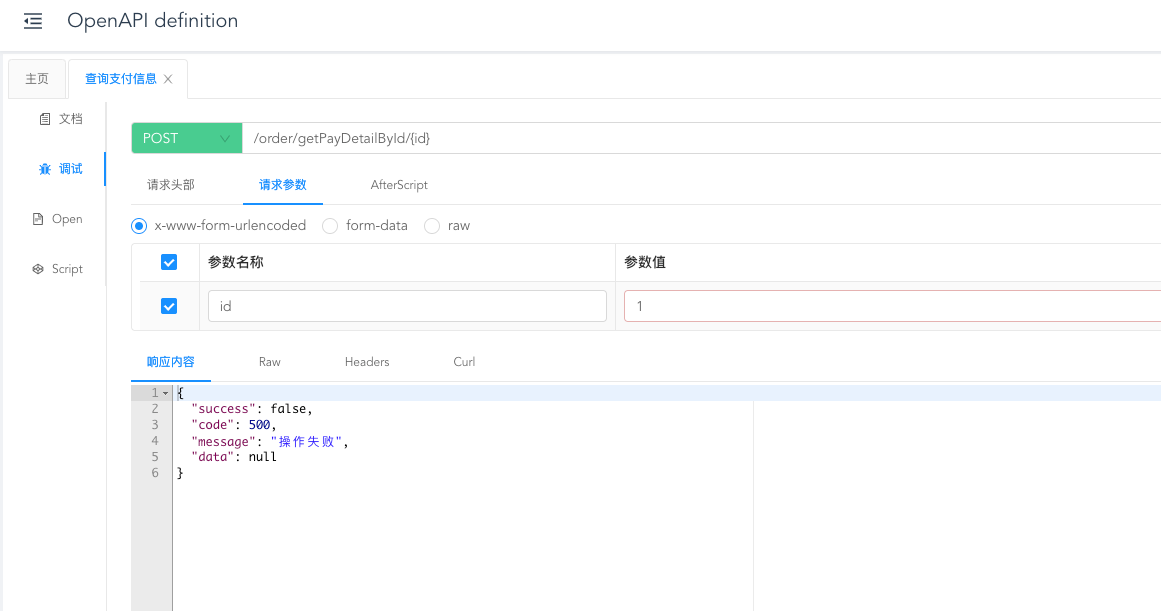 OpenAPI definition
主页
查询支付信息
文档
调试
Open
Script
POST
/order/getPayDetailById/{id}
请求头部
请求参数
AfterScript
x-www-form-urlencoded
form-data
raw
参数名称
参数值
id
1
响应内容
Raw
Headers
Curl
1 {
2 "success": false,
3 "code": 500,
4 "message": "操作失败",
5 "data": null
6 }